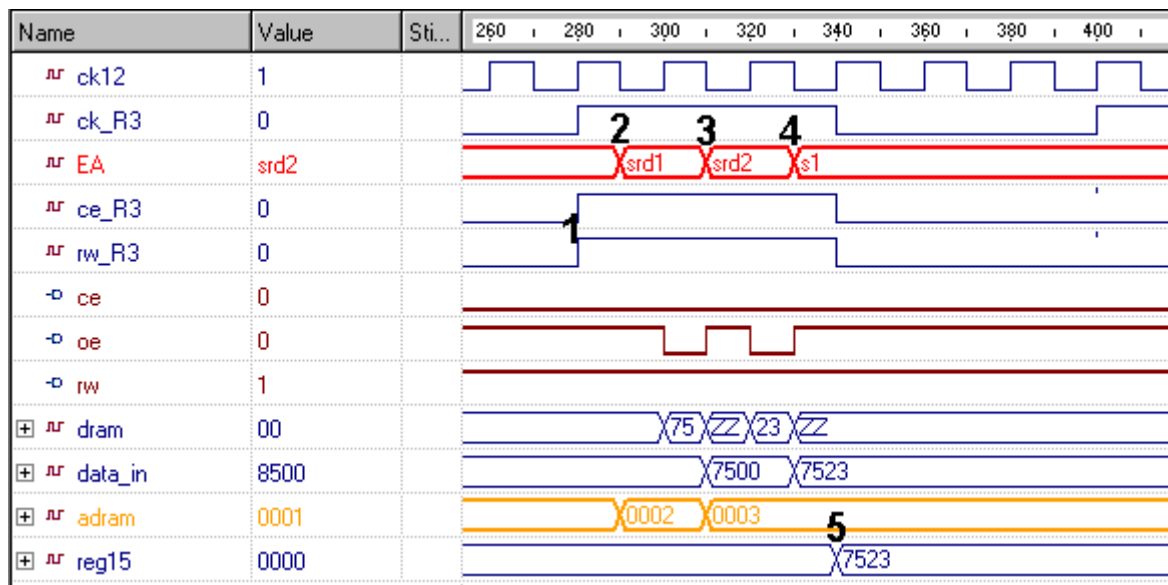 Name Value Sti... 260 280 300 320 340 360 380 400
ck12 1
ck_R3 0
2 3 4
EA srd2 srd1 srd2 s1
ce_R3 0
1
rw_R3 0
ce 0
oe 0
rw 1
dram 00 75 ZZ 23 ZZ
data_in 8500 7500 7523
adram 0001 0002 0003
5
reg15 0000 7523